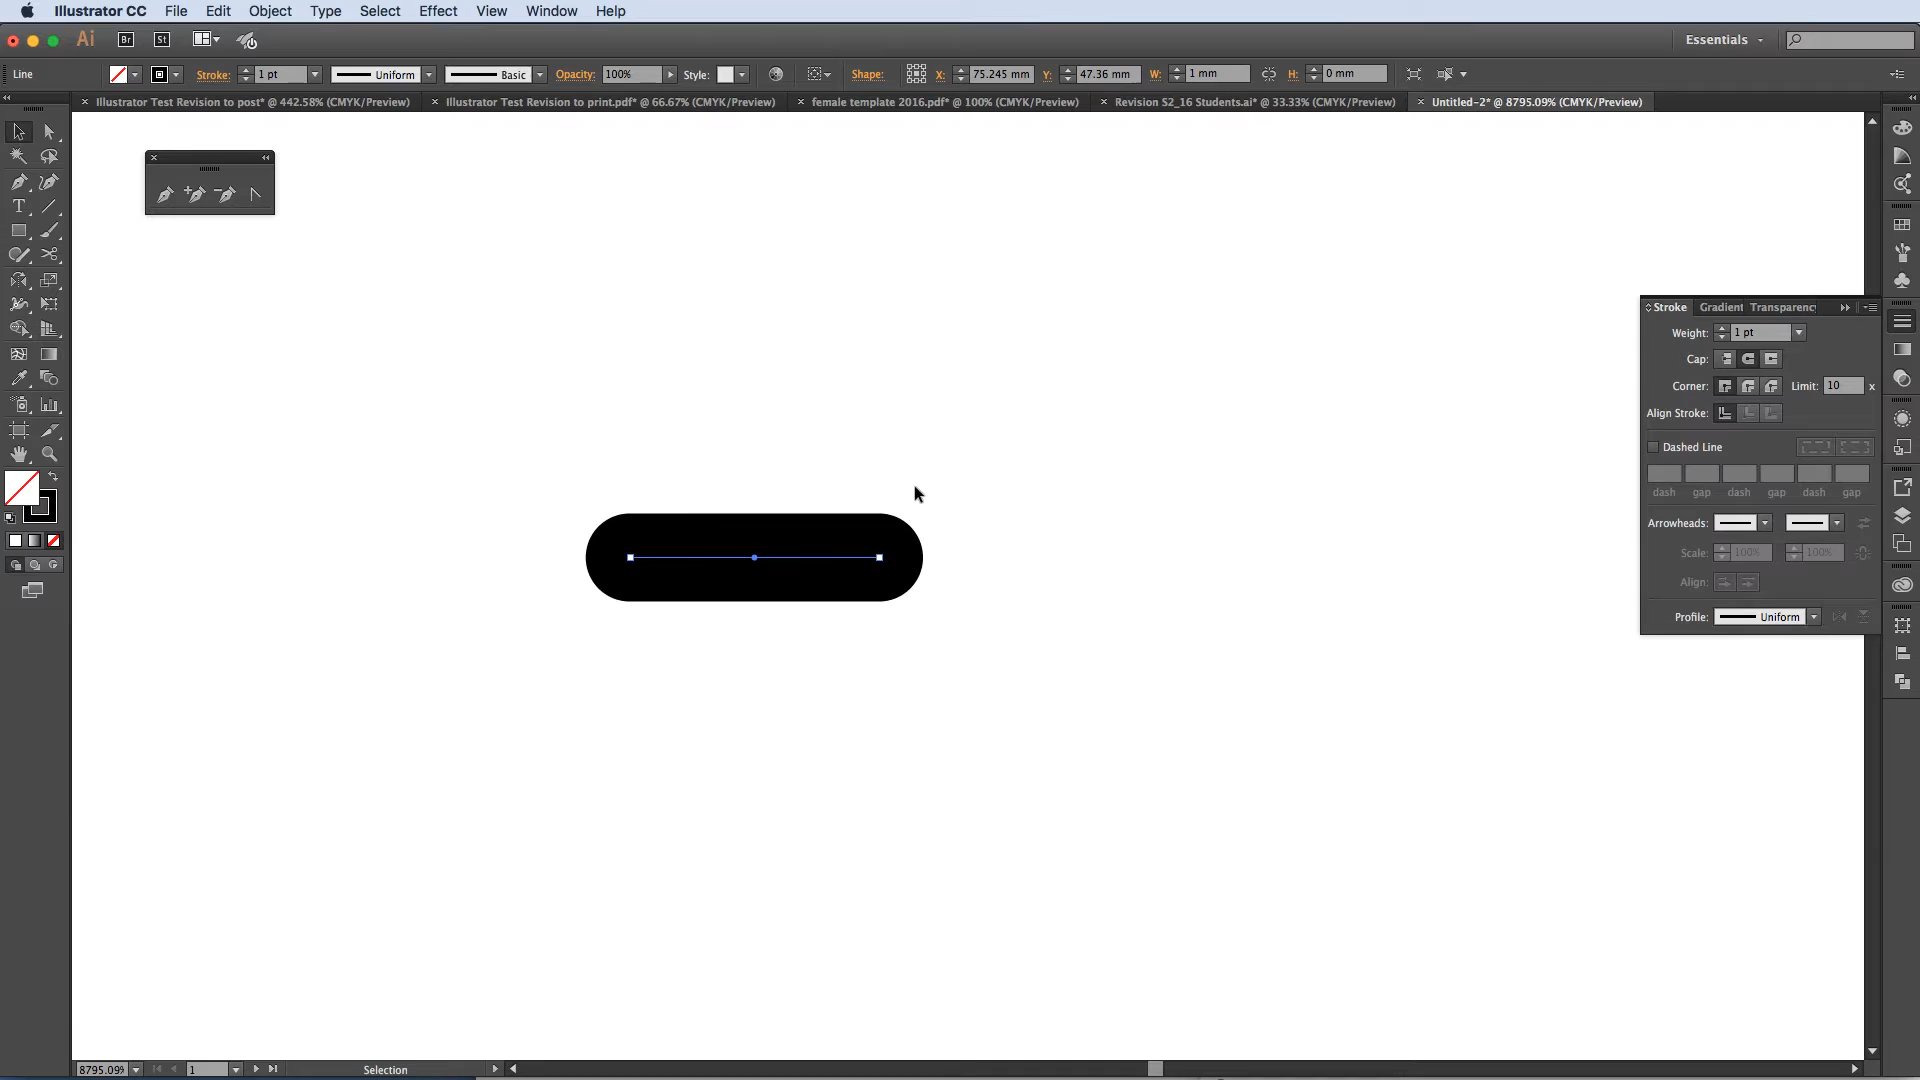 Illustrator CC File Edit Object Type Select Effect View Window Help
Ai Br St Essentials
Line Stroke: 1 pt Uniform Basic Opacity: 100% Style: Shape: X: 75.245 mm Y: 47.36 mm W: 1 mm H: 0 mm
Illustrator Test Revision to post* @ 442.58% (CMYK/Preview) Illustrator Test Revision to print.pdf* @ 66.67% (CMYK/Preview) female template 2016.pdf* @ 100% (CMYK/Preview) Revision S2_16 Students.ai* @ 33.33% (CMYK/Preview) Untitled-2* @ 8795.09% (CMYK/Preview)
T
Stroke Gradient Transparency
Weight: 1 pt
Cap:
Corner: Limit: 10 x
Align Stroke:
Dashed Line
dash gap dash gap dash gap
Arrowheads:
Scale: 100% 100%
Align:
Profile: Uniform
8795.09% 1 Selection